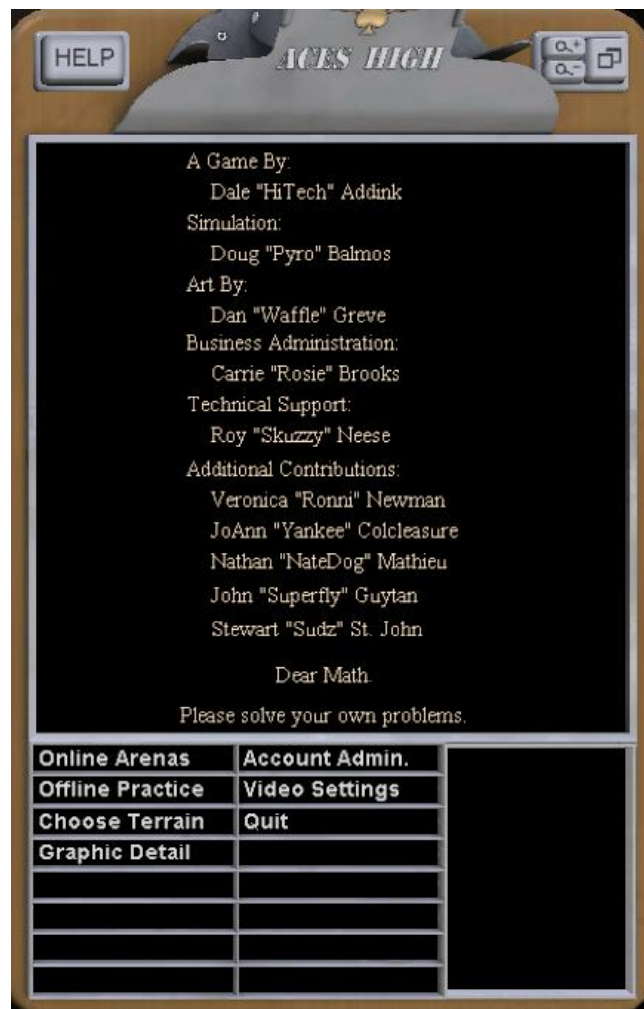 HELP
ACES HIGH
A Game By:
Dale "HiTech" Addink
Simulation:
Doug "Pyro" Balmos
Art By:
Dan "Waffle" Greve
Business Administration:
Carrie "Rosie" Brooks
Technical Support:
Roy "Skuzzy" Neese
Additional Contributions:
Veronica "Ronni" Newman
JoAnn "Yankee" Colcleasure
Nathan "NateDog" Mathieu
John "Superfly" Guytan
Stewart "Sudz" St. John
Dear Math.
Please solve your own problems.
Online Arenas
Account Admin.
Offline Practice
Video Settings
Choose Terrain
Quit
Graphic Detail